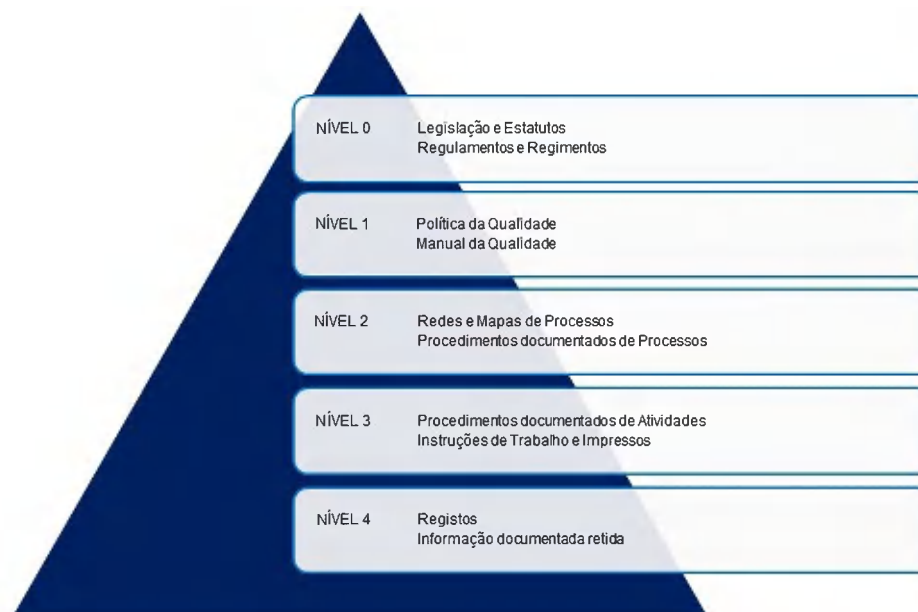 NÍVEL 0
Legislação e Estatutos
Regulamentos e Regimentos
NÍVEL 1
Política da Qualidade
Manual da Qualidade
NÍVEL 2
Redes e Mapas de Processos
Procedimentos documentados de Processos
NÍVEL 3
Procedimentos documentados de Atividades
Instruções de Trabalho e Impressos
NÍVEL 4
Registos
Informação documentada retida